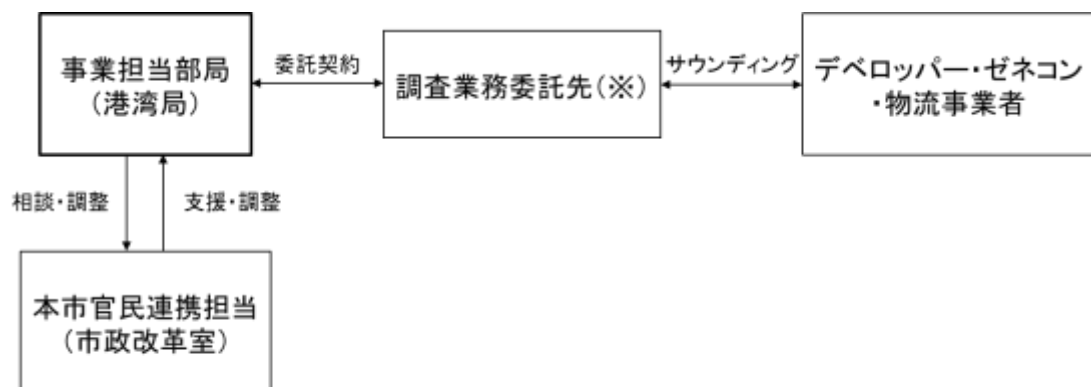 事業担当部局
(港湾局)
委託契約
調査業務委託先(※)
サウンディング
デベロッパー・ゼネコン
・物流事業者
相談・調整
支援・調整
本市官民連携担当
(市政改革室)